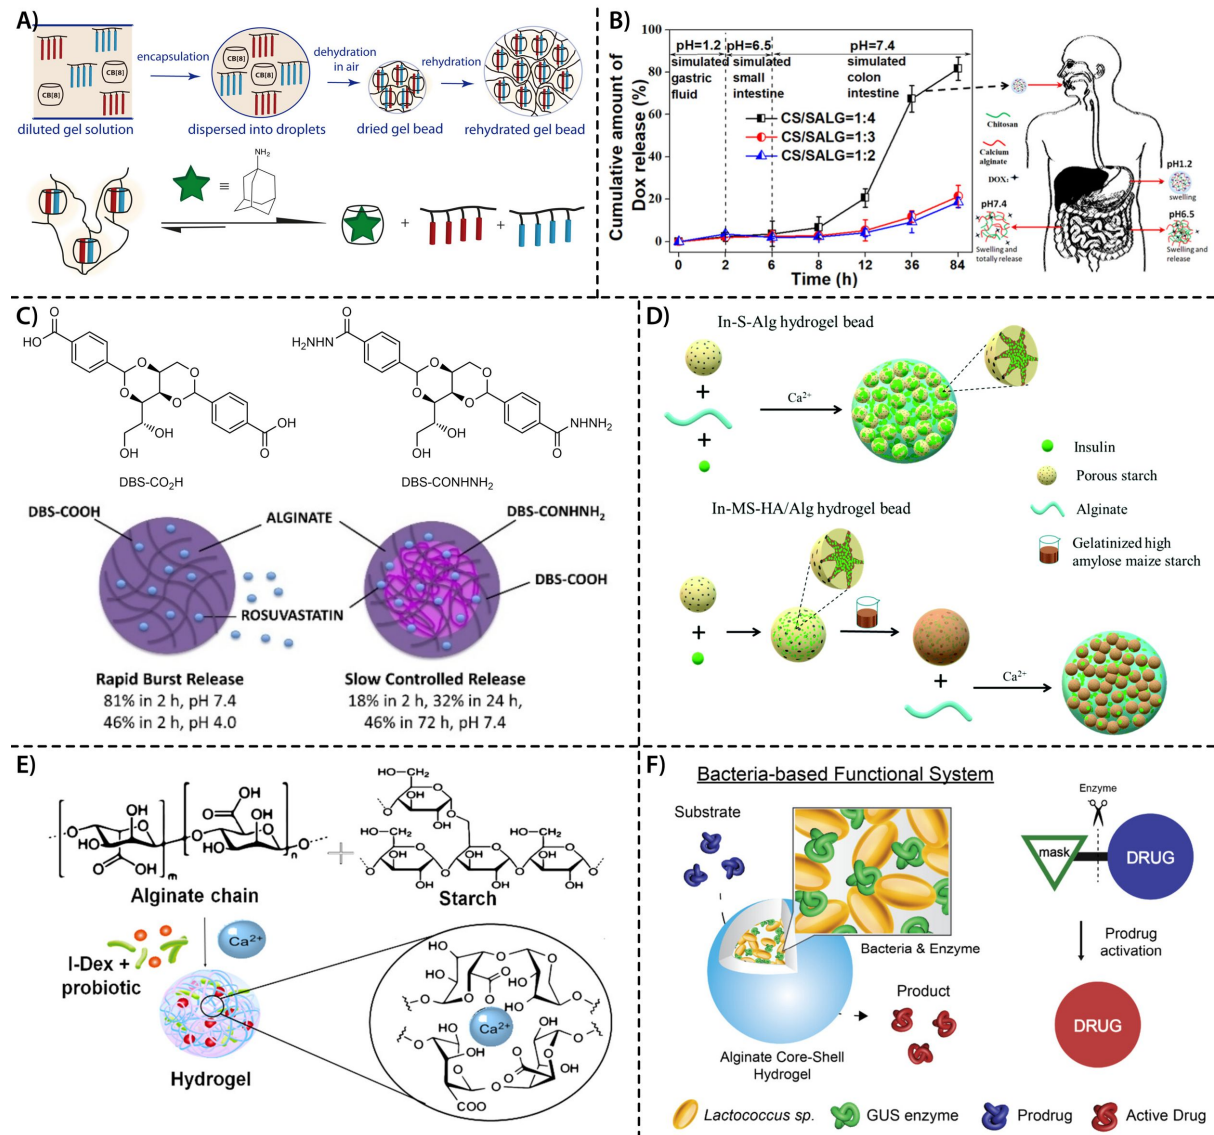 A)
encapsulation
dehydration
in air
rehydration
CB[8]
CB[8]
CB[8]
CB[8]
diluted gel solution
dispersed into droplets
dried gel bead
rehydrated gel bead
NH2
≡
+
+
B)
Cumulative amount of
Dox release (%)
100
80
60
40
20
0
pH=1.2
simulated
gastric
fluid
pH=6.5
simulated
small
intestine
pH=7.4
simulated
colon
intestine
CS/SALG=1:4
CS/SALG=1:3
CS/SALG=1:2
0 2 6 8 12 36 84
Time (h)
Chitosan
Calcium
alginate
DOX:
pH1.2
swelling
pH7.4
Swelling and
totally release
pH6.5
Swelling and
release
C)
O
HO
O
O
O
O
OH
HO
OH
O
DBS-CO2H
O
H2NHN
O
O
O
O
OH
HO
NHNH2
O
DBS-CONHNH2
DBS-COOH
ALGINATE
DBS-CONHNH2
DBS-COOH
ROSUVASTATIN
Rapid Burst Release
81% in 2 h, pH 7.4
46% in 2 h, pH 4.0
Slow Controlled Release
18% in 2 h, 32% in 24 h,
46% in 72 h, pH 7.4
D)
In-S-Alg hydrogel bead
+
+
Ca2+
Insulin
Porous starch
Alginate
Gelatinized high
amylose maize starch
In-MS-HA/Alg hydrogel bead
+
+
Ca2+
E)
Alginate chain
Starch
I-Dex +
probiotic
Ca2+
Hydrogel
Ca2+
F)
Bacteria-based Functional System
Substrate
Bacteria & Enzyme
Product
Alginate Core-Shell
Hydrogel
Enzyme
mask
DRUG
Prodrug
activation
DRUG
Lactococcus sp.
GUS enzyme
Prodrug
Active Drug